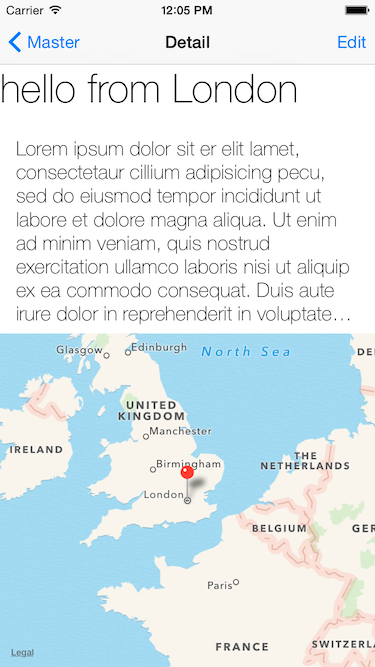 Carrier 12:05 PM
Master Detail Edit
hello from London
Lorem ipsum dolor sit er elit lamet,
consectetaur cillium adipisicing pecu,
sed do eiusmod tempor incididunt ut
labore et dolore magna aliqua. Ut enim
ad minim veniam, quis nostrud
exercitation ullamco laboris nisi ut aliquip
ex ea commodo consequat. Duis aute
irure dolor in reprehenderit in voluptate…
Glasgow Edinburgh North Sea DE
UNITED
KINGDOM
Manchester
IRELAND
THE
NETHERLANDS
Birmingham
London
BELGIUM GER
Paris
FRANCE SWITZERL
Legal